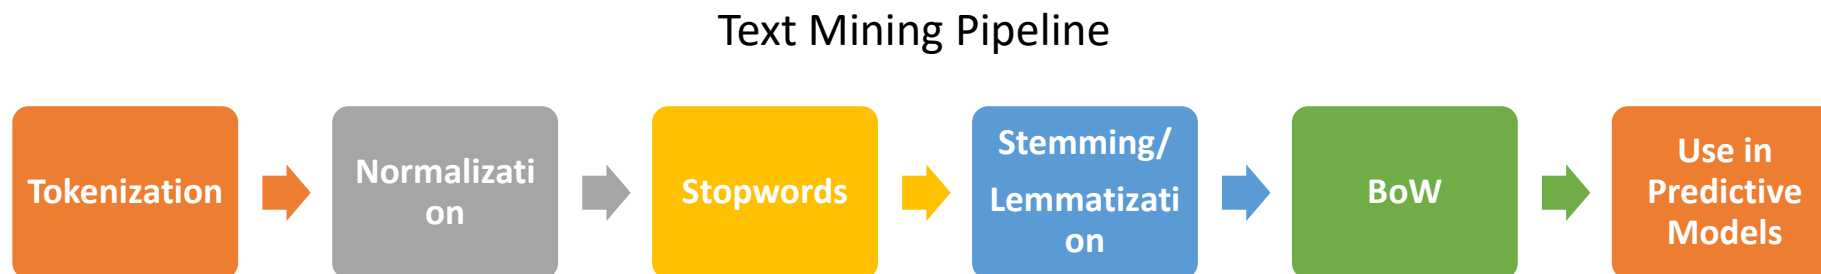 Text Mining Pipeline
Tokenization
Normalizati
on
Stopwords
Stemming/
Lemmatizati
on
BoW
Use in
Predictive
Models